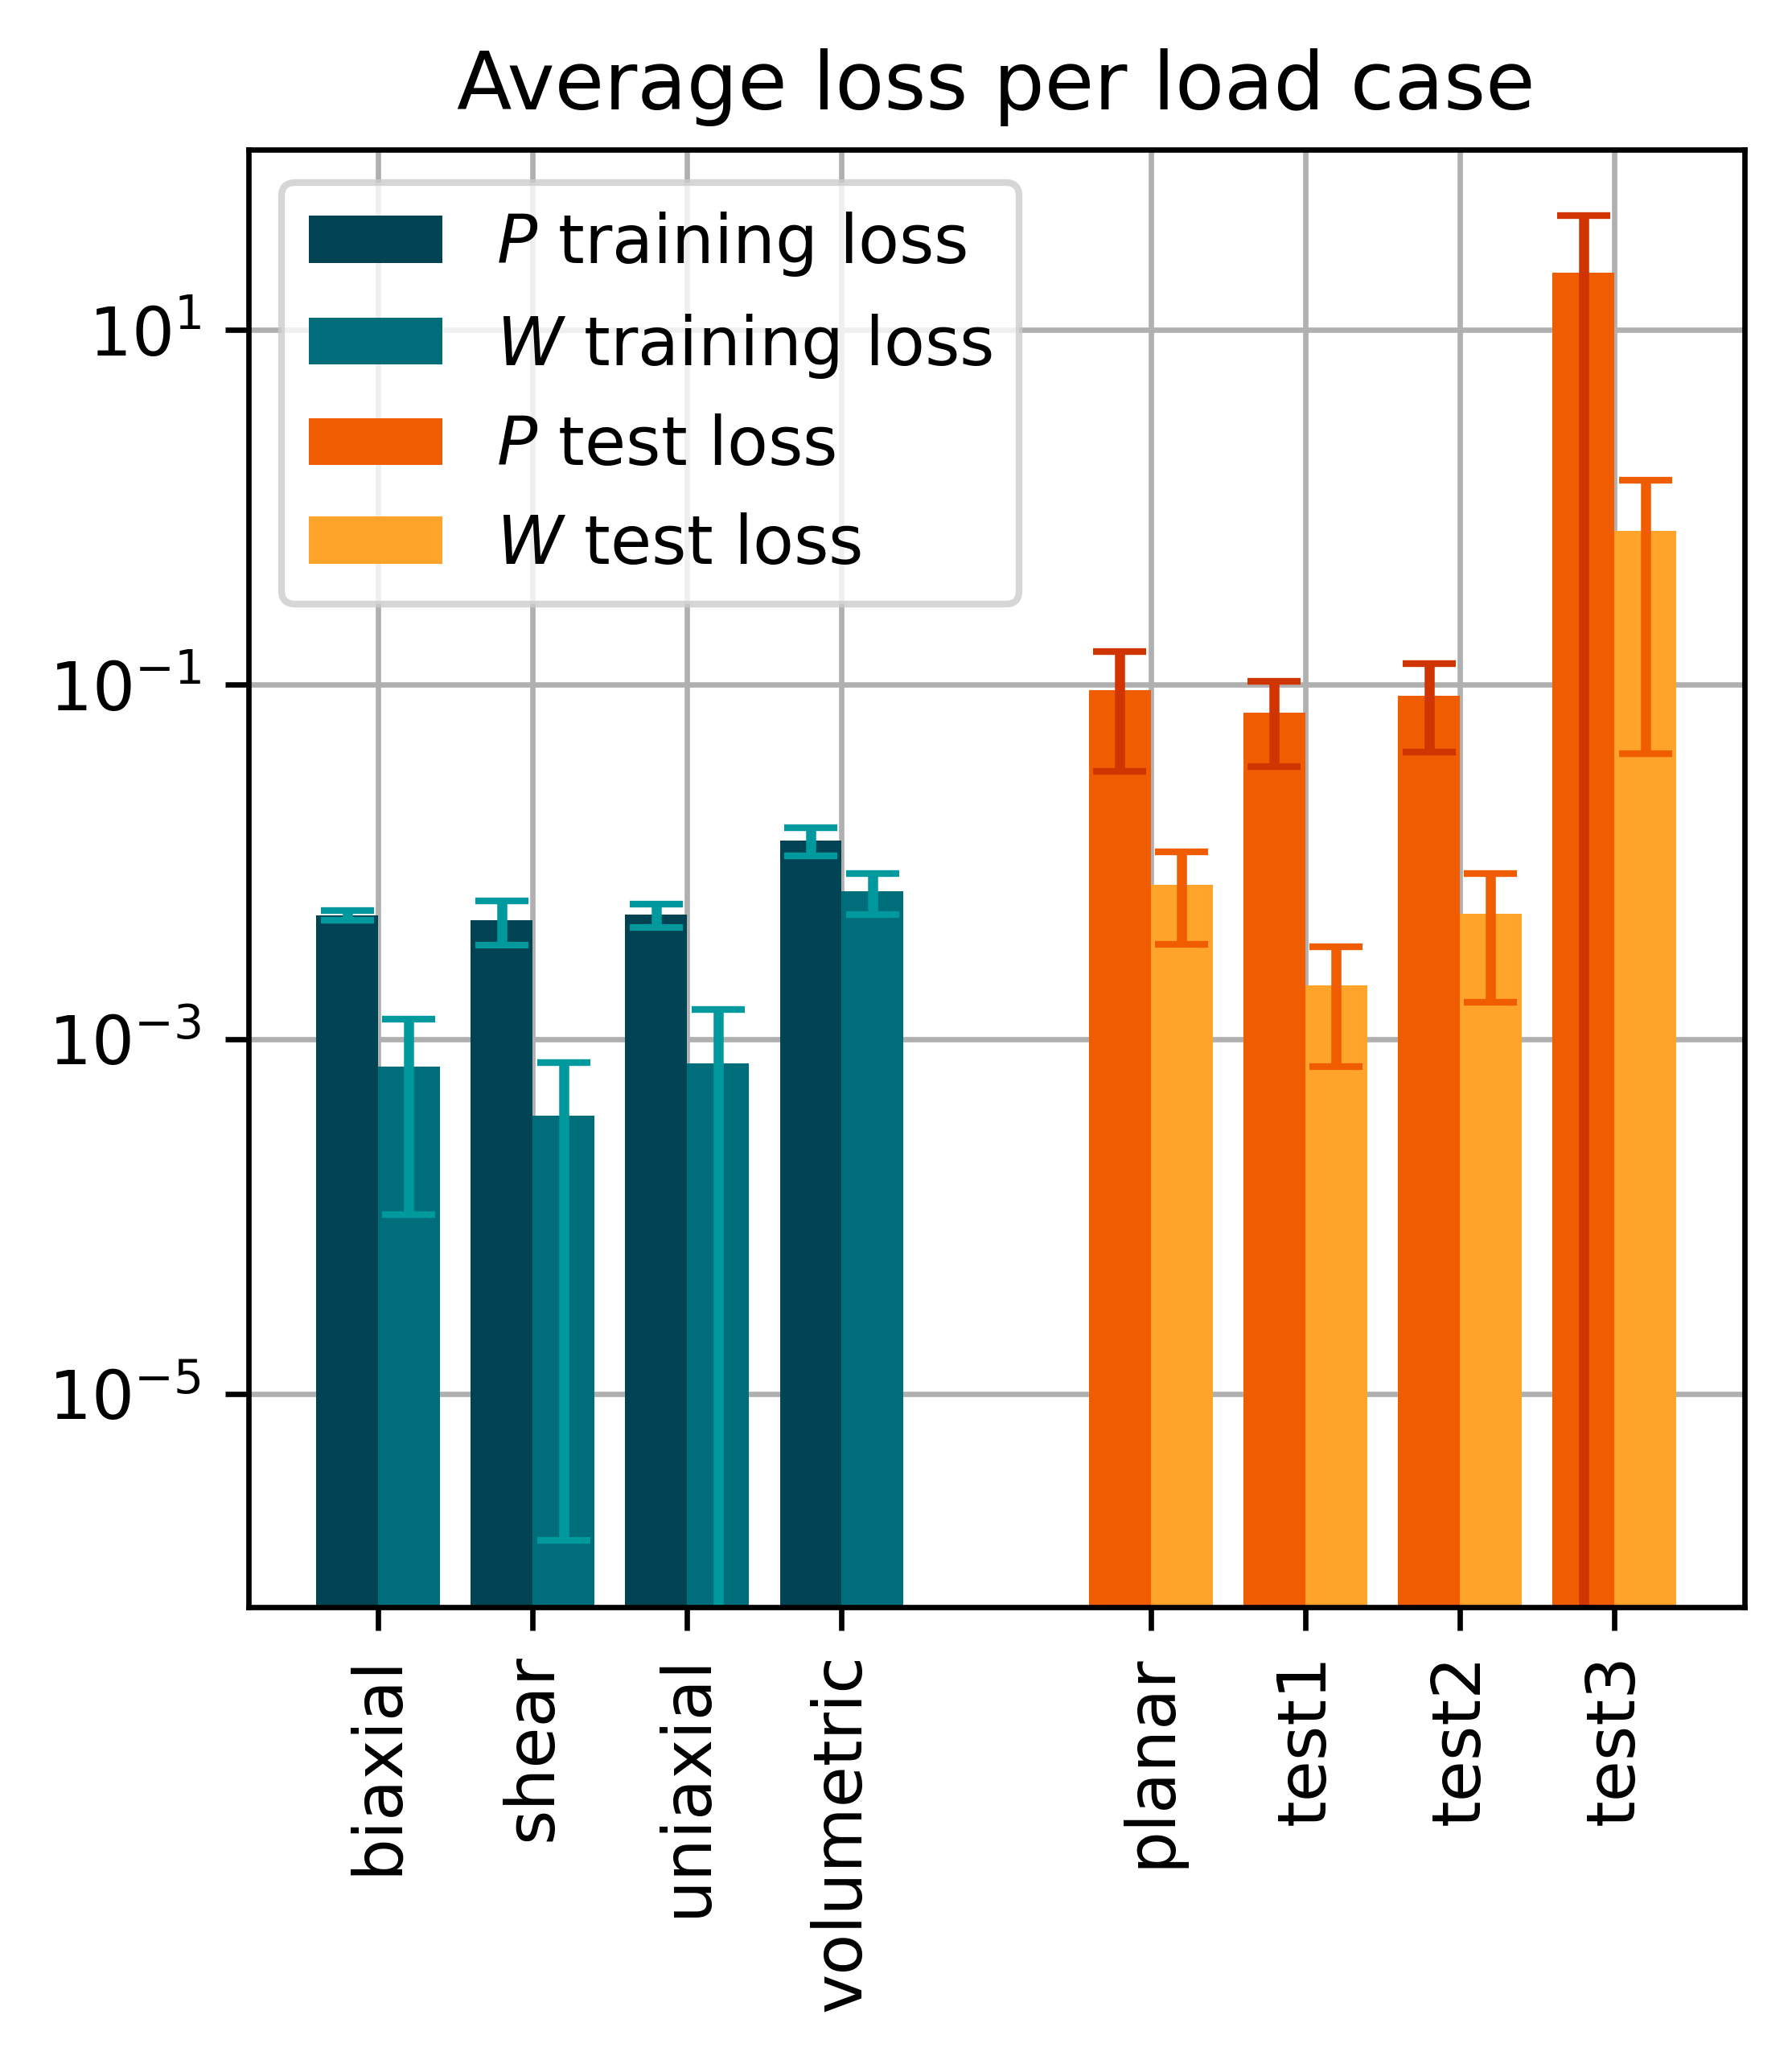 Average loss per load case
P training loss
W training loss
P test loss
W test loss
10¹
10⁻¹
10⁻³
10⁻⁵
biaxial
shear
uniaxial
volumetric
planar
test1
test2
test3